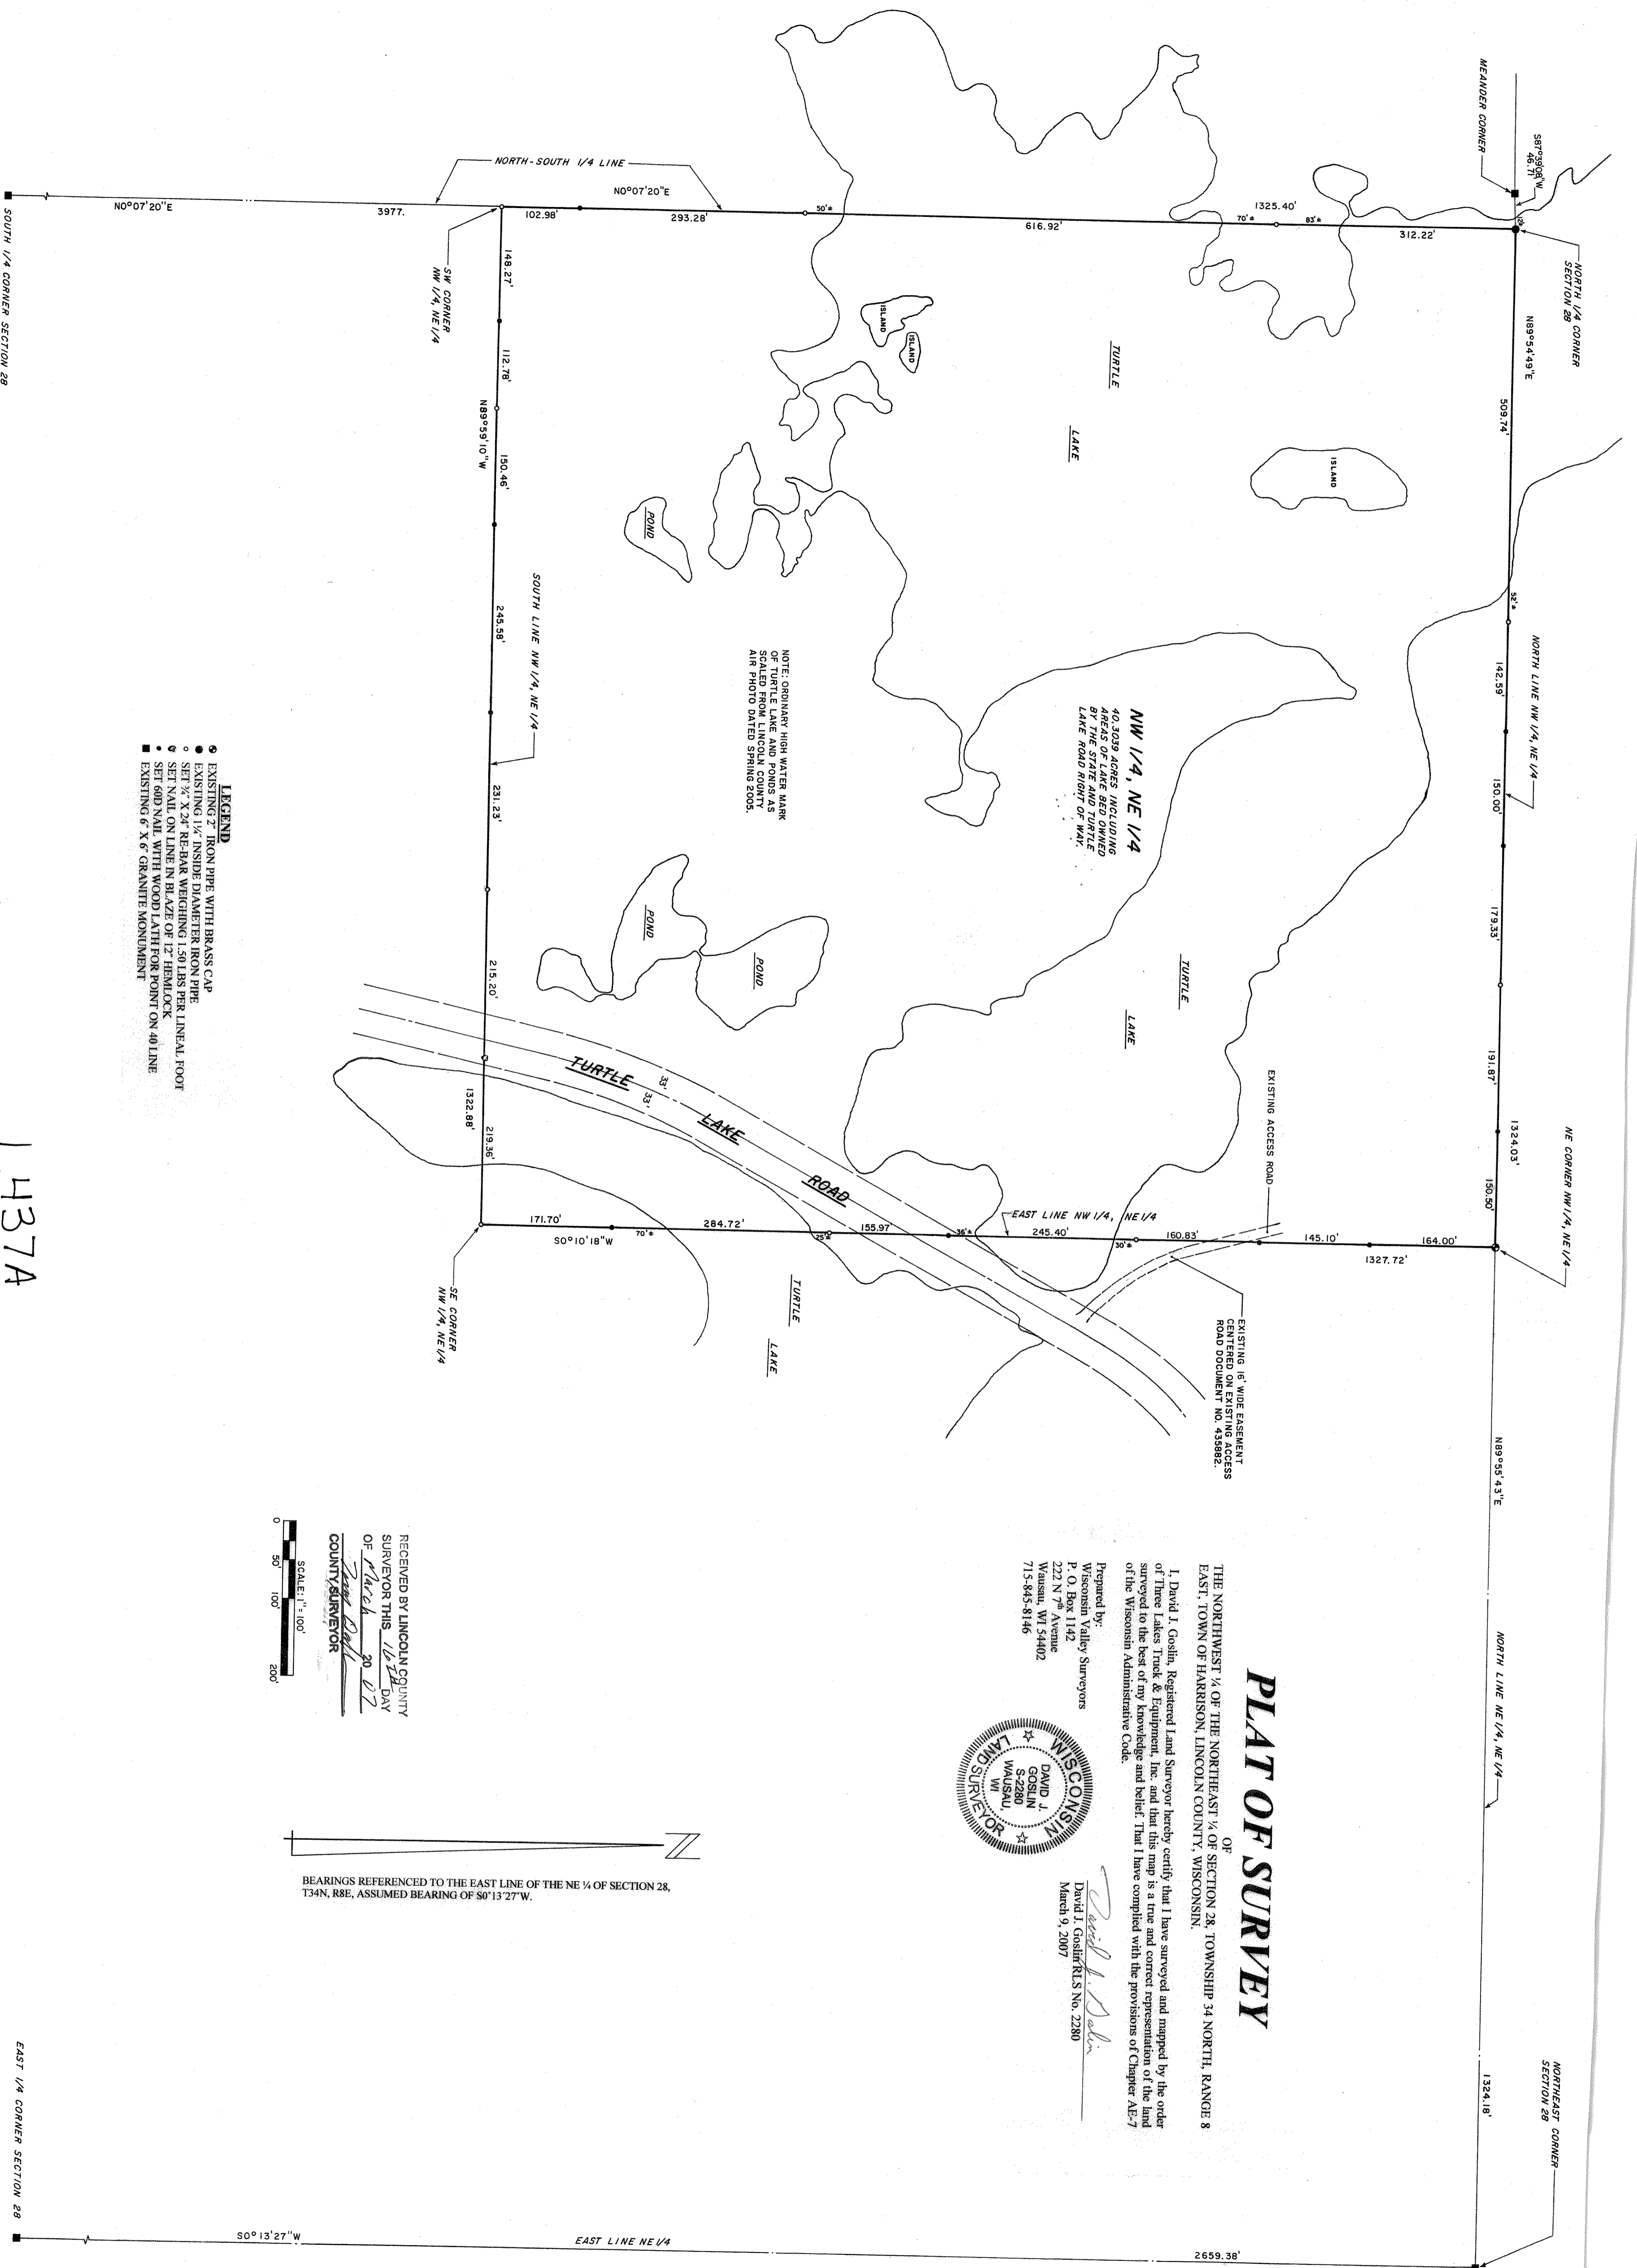 PLAT OF SURVEY
OF
THE NORTHWEST ¼ OF THE NORTHEAST ¼ OF SECTION 28, TOWNSHIP 34 NORTH, RANGE 8
EAST, TOWN OF HARRISON, LINCOLN COUNTY, WISCONSIN.
I, David J. Goslin, Registered Land Surveyor hereby certify that I have surveyed and mapped by the order
of Three Lakes Truck & Equipment, Inc. and that this map is a true and correct representation of the land
surveyed to the best of my knowledge and belief. That I have complied with the provisions of Chapter AE-7
of the Wisconsin Administrative Code.
Prepared by:
Wisconsin Valley Surveyors
P. O. Box 1142
222 N 7th Avenue
Wausau, WI 54402
715-845-8146
WISCONSIN
DAVID J.
GOSLIN
S-2280
WAUSAU,
WI
LAND SURVEYOR
David J. Goslin
David J. Goslin RLS No. 2280
March 9, 2007
MEANDER CORNER
S87°39'08"W
46.71'
NORTH 1/4 CORNER
SECTION 28
N89°54'49"E
509.74'
52'±
142.59'
NORTH LINE NW 1/4, NE 1/4
150.00'
179.33'
191.87'
1324.03'
150.50'
NE CORNER NW 1/4, NE 1/4
N89°55'43"E
NORTH LINE NE 1/4, NE 1/4
1324.18'
NORTHEAST CORNER
SECTION 28
NORTH-SOUTH 1/4 LINE
N0°07'20"E
N0°07'20"E
3977.
102.98'
293.28'
50'±
616.92'
1325.40'
70'±
83'±
312.22'
SOUTH 1/4 CORNER SECTION 28
SW CORNER
NW 1/4, NE 1/4
148.27'
112.78'
N89°59'10"W
150.46'
245.58'
SOUTH LINE NW 1/4, NE 1/4
231.23'
215.20'
1322.88'
219.36'
SE CORNER
NW 1/4, NE 1/4
171.70'
S0°10'18"W
70'±
284.72'
25'±
155.97'
36'±
EAST LINE NW 1/4, NE 1/4
245.40'
30'±
160.83'
145.10'
1327.72'
164.00'
TURTLE
LAKE
ISLAND
ISLAND
ISLAND
POND
NOTE: ORDINARY HIGH WATER MARK
OF TURTLE LAKE AND PONDS AS
SCALED FROM LINCOLN COUNTY
AIR PHOTO DATED SPRING 2005.
NW 1/4, NE 1/4
40.3039 ACRES INCLUDING
AREAS OF LAKE BED OWNED
BY THE STATE AND TURTLE
LAKE ROAD RIGHT OF WAY.
POND
POND
TURTLE
LAKE
TURTLE
LAKE
ROAD
33'
33'
EXISTING ACCESS ROAD
EXISTING 16' WIDE EASEMENT
CENTERED ON EXISTING ACCESS
ROAD DOCUMENT NO. 435882.
TURTLE
LAKE
LEGEND
EXISTING 2" IRON PIPE WITH BRASS CAP
EXISTING 1¼" INSIDE DIAMETER IRON PIPE
SET ¾" X 24" RE-BAR WEIGHING 1.50 LBS PER LINEAL FOOT
SET NAIL ON LINE IN BLAZE OF 12" HEMLOCK
SET 60D NAIL WITH WOOD LATH FOR POINT ON 40 LINE
EXISTING 6" X 6" GRANITE MONUMENT
1437A
RECEIVED BY LINCOLN COUNTY
SURVEYOR THIS 16TH DAY
OF March 20 07
COUNTY SURVEYOR
SCALE: 1" = 100'
0 50' 100' 200'
N
BEARINGS REFERENCED TO THE EAST LINE OF THE NE ¼ OF SECTION 28,
T34N, R8E, ASSUMED BEARING OF S0°13'27"W.
EAST 1/4 CORNER SECTION 28
S0°13'27"W
EAST LINE NE 1/4
2659.38'